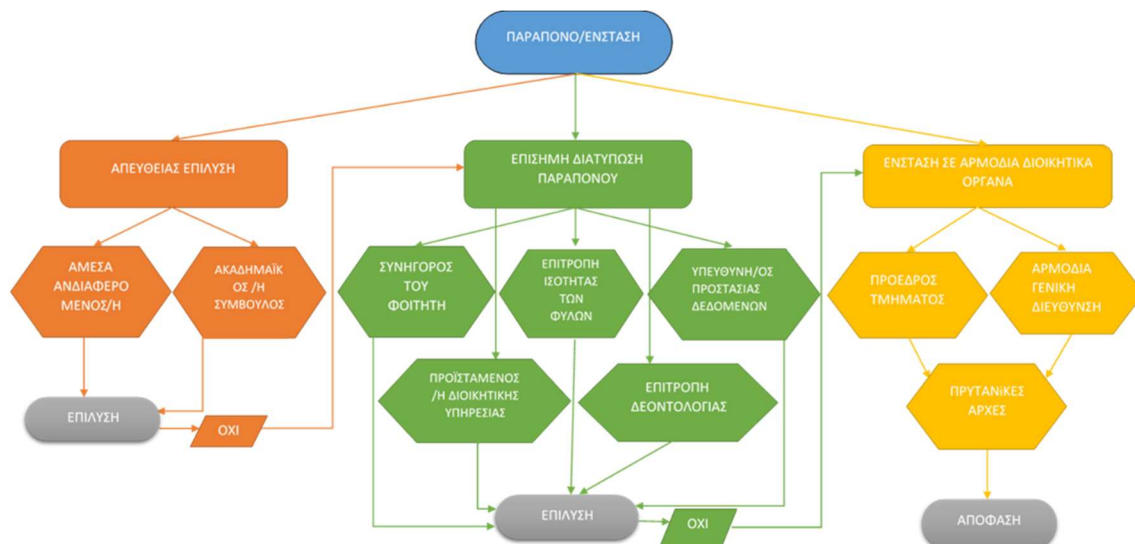 ΠΑΡΑΠΟΝΟ/ΕΝΣΤΑΣΗ
ΑΠΕΥΘΕΙΑΣ ΕΠΙΛΥΣΗ
ΕΠΙΣΗΜΗ ΔΙΑΤΥΠΩΣΗ
ΠΑΡΑΠΟΝΟΥ
ΕΝΣΤΑΣΗ ΣΕ ΑΡΜΟΔΙΑ ΔΙΟΙΚΗΤΙΚΑ
ΟΡΓΑΝΑ
ΑΜΕΣΑ
ΑΝΔΙΑΦΕΡΟ
ΜΕΝΟΣ/Η
ΑΚΑΔΗΜΑΪΚ
ΟΣ /Η
ΣΥΜΒΟΥΛΟΣ
ΣΥΝΗΓΟΡΟΣ
ΤΟΥ
ΦΟΙΤΗΤΗ
ΕΠΙΤΡΟΠΗ
ΙΣΟΤΗΤΑΣ
ΤΩΝ
ΦΥΛΩΝ
ΥΠΕΥΘΥΝΗ/ΟΣ
ΠΡΟΣΤΑΣΙΑΣ
ΔΕΔΟΜΕΝΩΝ
ΠΡΟΕΔΡΟΣ
ΤΜΗΜΑΤΟΣ
ΑΡΜΟΔΙΑ
ΓΕΝΙΚΗ
ΔΙΕΥΘΥΝΣΗ
ΠΡΟΪΣΤΑΜΕΝΟΣ
/Η ΔΙΟΙΚΗΤΙΚΗΣ
ΥΠΗΡΕΣΙΑΣ
ΕΠΙΤΡΟΠΗ
ΔΕΟΝΤΟΛΟΓΙΑΣ
ΠΡΥΤΑΝiΚΕΣ
ΑΡΧΕΣ
ΕΠΙΛΥΣΗ
ΟΧΙ
ΕΠΙΛΥΣΗ
ΟΧΙ
ΑΠΟΦΑΣΗ